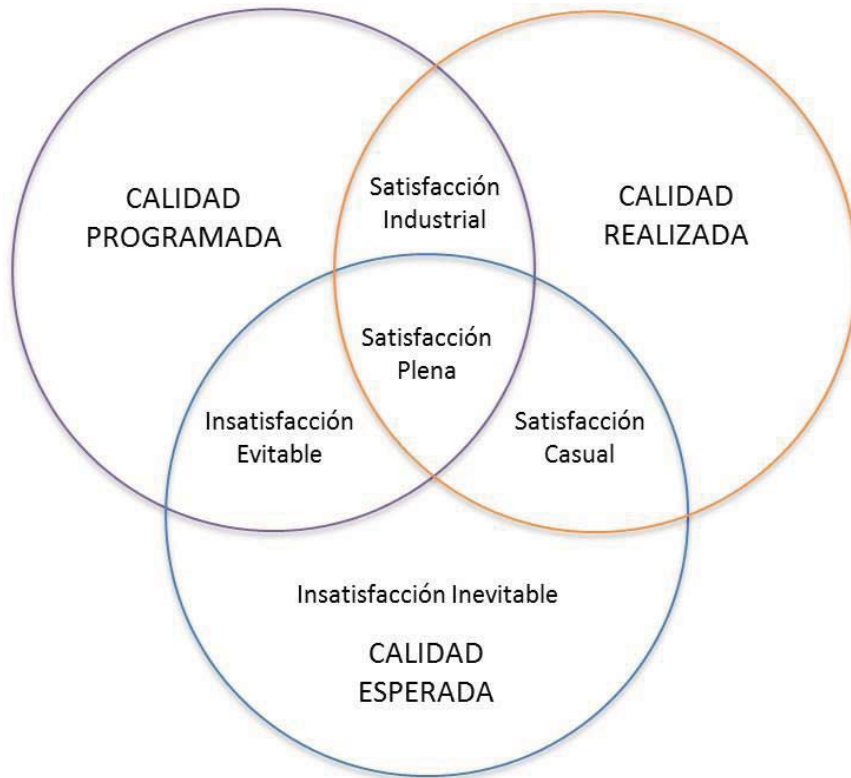 CALIDAD
PROGRAMADA
Satisfacción
Industrial
CALIDAD
REALIZADA
Satisfacción
Plena
Insatisfacción
Evitable
Satisfacción
Casual
Insatisfacción Inevitable
CALIDAD
ESPERADA